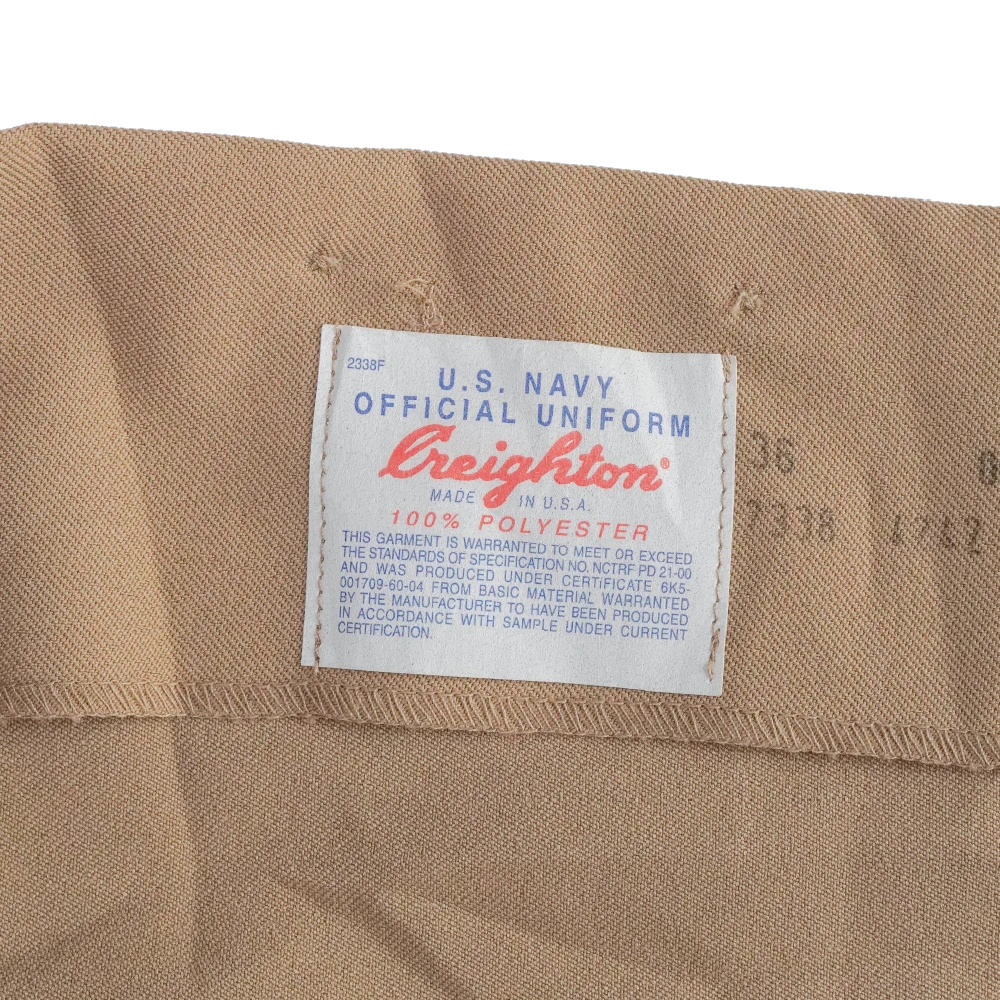 2338F
U.S. NAVY
OFFICIAL UNIFORM
Creighton®
MADE IN U.S.A.
100% POLYESTER
THIS GARMENT IS WARRANTED TO MEET OR EXCEED
THE STANDARDS OF SPECIFICATION NO. NCTRF PD 21-00
AND WAS PRODUCED UNDER CERTIFICATE 6K5-
001709-60-04 FROM BASIC MATERIAL WARRANTED
BY THE MANUFACTURER TO HAVE BEEN PRODUCED
IN ACCORDANCE WITH SAMPLE UNDER CURRENT
CERTIFICATION.
36